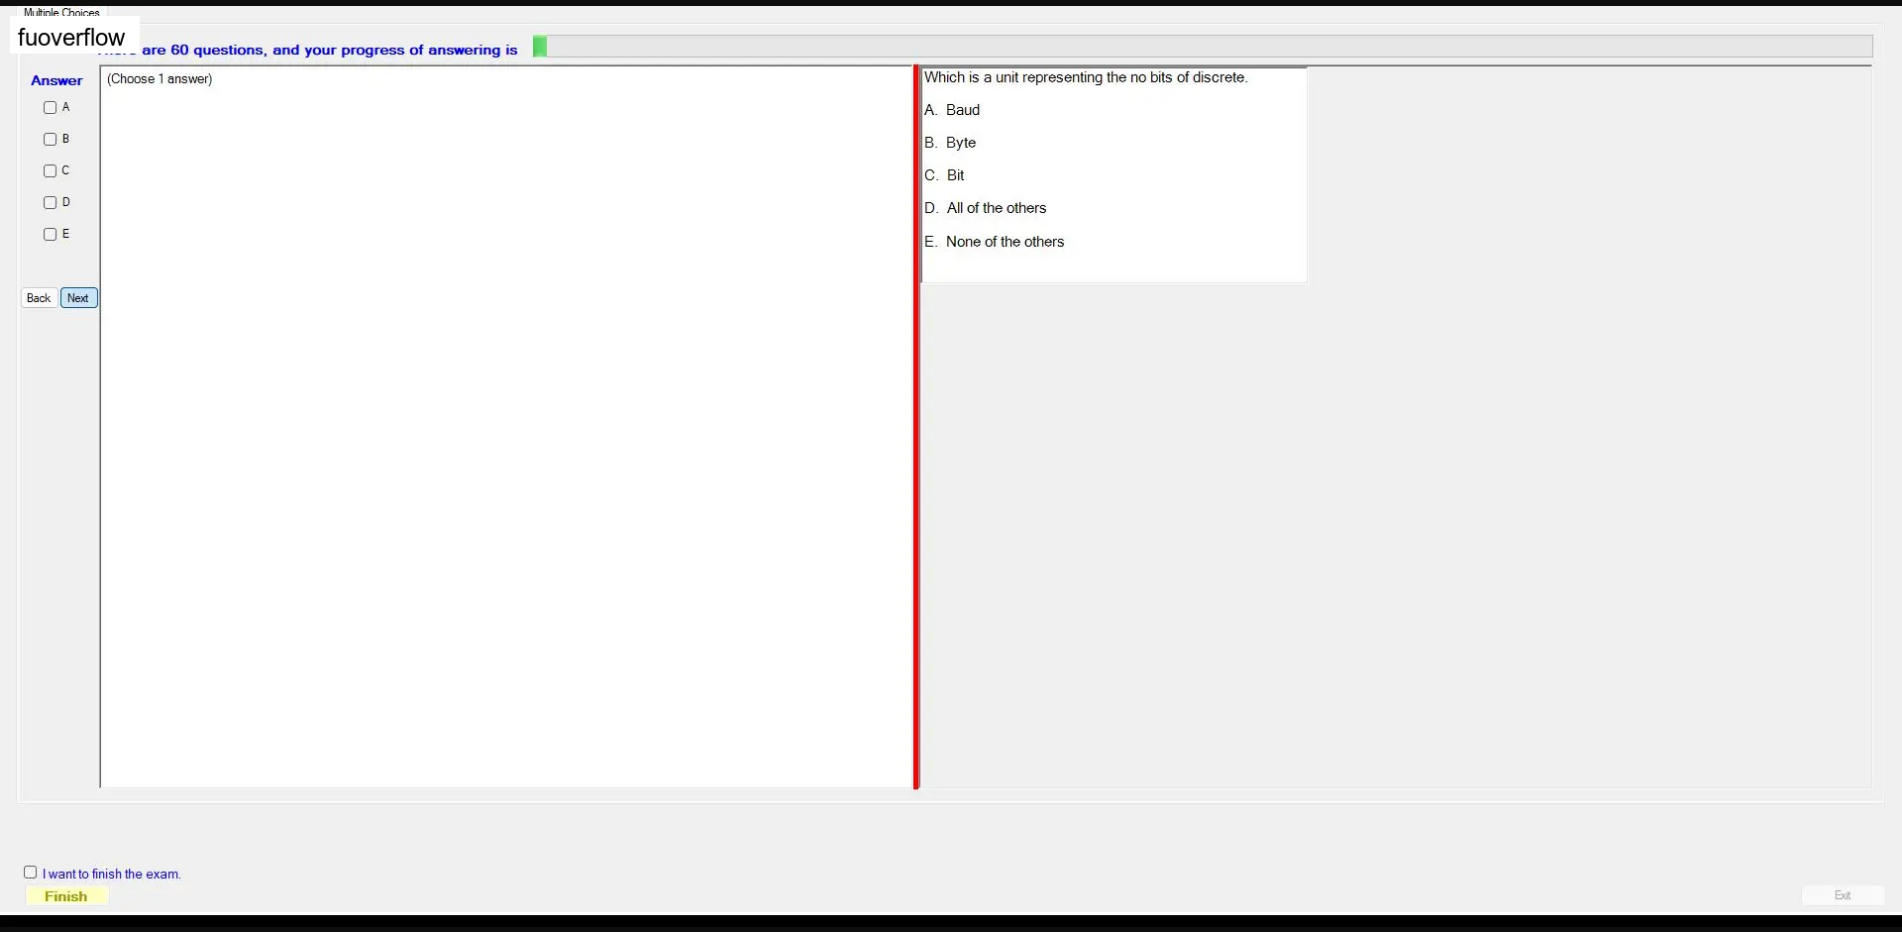 Multiple Choices
fuoverflow
are 60 questions, and your progress of answering is
Answer
(Choose 1 answer)
A
B
C
D
E
Back
Next
Which is a unit representing the no bits of discrete.
A. Baud
B. Byte
C. Bit
D. All of the others
E. None of the others
I want to finish the exam.
Finish
Exit